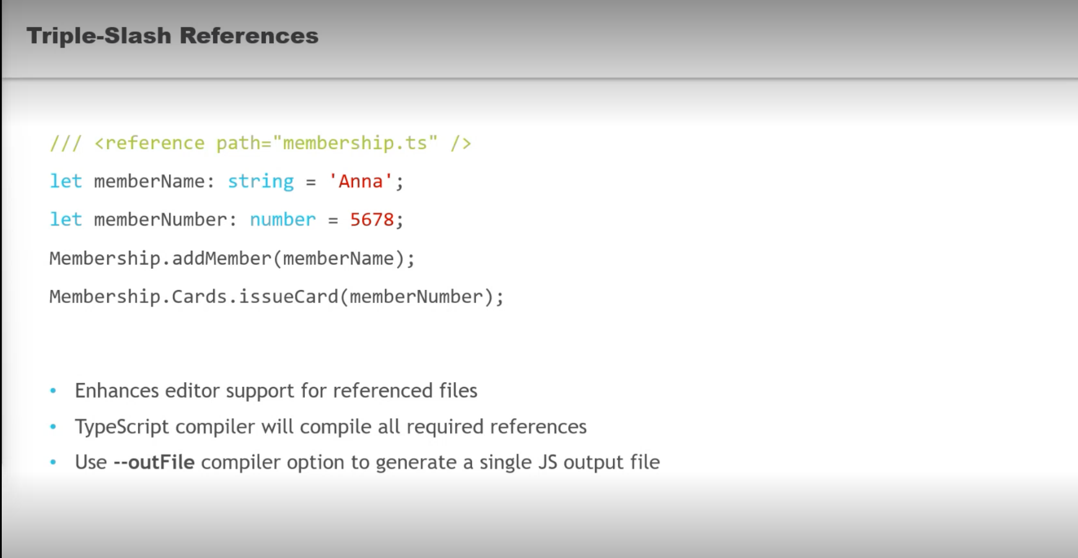 Triple-Slash References
/// <reference path="membership.ts" />
let memberName: string = 'Anna';
let memberNumber: number = 5678;
Membership.addMember(memberName);
Membership.Cards.issueCard(memberNumber);
• Enhances editor support for referenced files
• TypeScript compiler will compile all required references
• Use --outFile compiler option to generate a single JS output file